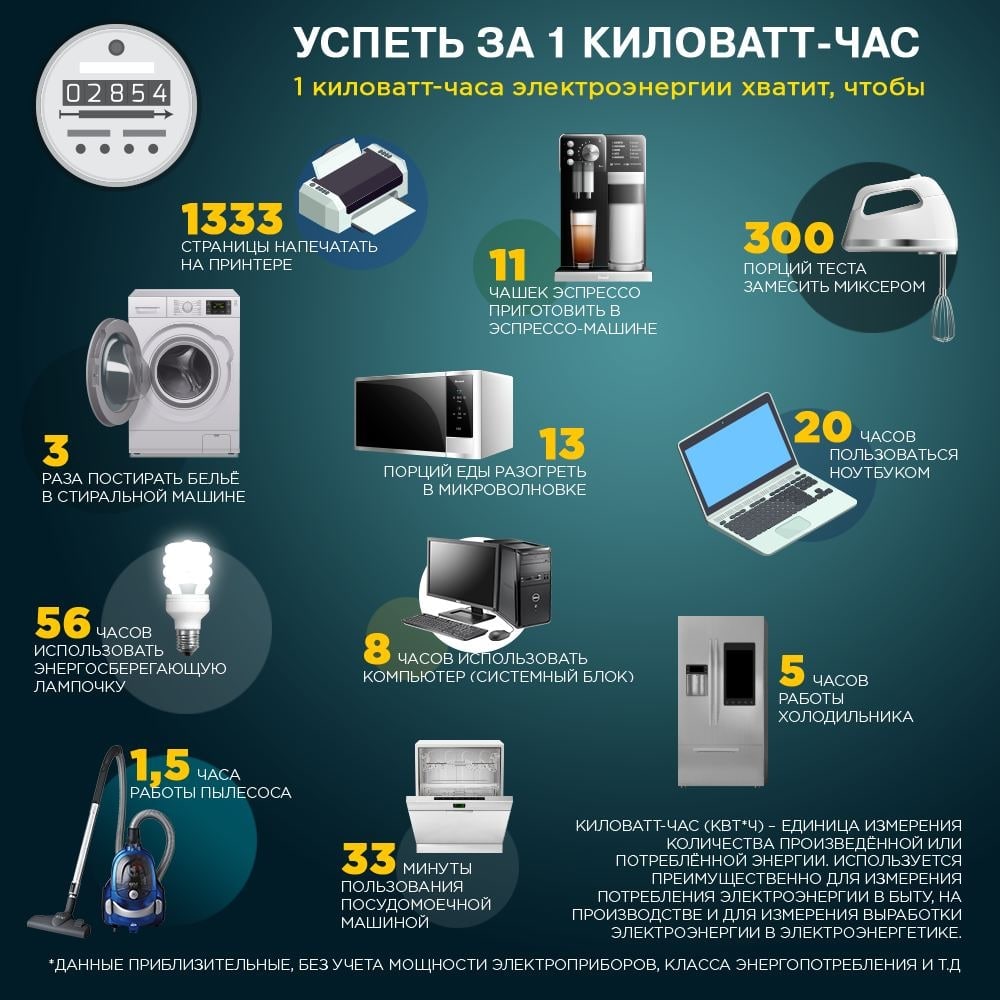 УСПЕТЬ ЗА 1 КИЛОВАТТ-ЧАС
1 киловатт-часа электроэнергии хватит, чтобы
02854
1333
СТРАНИЦЫ НАПЕЧАТАТЬ
НА ПРИНТЕРЕ
11
ЧАШЕК ЭСПРЕССО
ПРИГОТОВИТЬ В
ЭСПРЕССО-МАШИНЕ
300
ПОРЦИЙ ТЕСТА
ЗАМЕСИТЬ МИКСЕРОМ
3
РАЗА ПОСТИРАТЬ БЕЛЬЁ
В СТИРАЛЬНОЙ МАШИНЕ
13
ПОРЦИЙ ЕДЫ РАЗОГРЕТЬ
В МИКРОВОЛНОВКЕ
20 ЧАСОВ
ПОЛЬЗОВАТЬСЯ
НОУТБУКОМ
56 ЧАСОВ
ИСПОЛЬЗОВАТЬ
ЭНЕРГОСБЕРЕГАЮЩУЮ
ЛАМПОЧКУ
8 ЧАСОВ ИСПОЛЬЗОВАТЬ
КОМПЬЮТЕР (СИСТЕМНЫЙ БЛОК)
5 ЧАСОВ
РАБОТЫ
ХОЛОДИЛЬНИКА
1,5 ЧАСА
РАБОТЫ ПЫЛЕСОСА
33 МИНУТЫ
ПОЛЬЗОВАНИЯ
ПОСУДОМОЕЧНОЙ
МАШИНОЙ
КИЛОВАТТ-ЧАС (КВТ*Ч) – ЕДИНИЦА ИЗМЕРЕНИЯ
КОЛИЧЕСТВА ПРОИЗВЕДЁННОЙ ИЛИ
ПОТРЕБЛЁННОЙ ЭНЕРГИИ. ИСПОЛЬЗУЕТСЯ
ПРЕИМУЩЕСТВЕННО ДЛЯ ИЗМЕРЕНИЯ
ПОТРЕБЛЕНИЯ ЭЛЕКТРОЭНЕРГИИ В БЫТУ, НА
ПРОИЗВОДСТВЕ И ДЛЯ ИЗМЕРЕНИЯ ВЫРАБОТКИ
ЭЛЕКТРОЭНЕРГИИ В ЭЛЕКТРОЭНЕРГЕТИКЕ.
*ДАННЫЕ ПРИБЛИЗИТЕЛЬНЫЕ, БЕЗ УЧЕТА МОЩНОСТИ ЭЛЕКТРОПРИБОРОВ, КЛАССА ЭНЕРГОПОТРЕБЛЕНИЯ И Т.Д